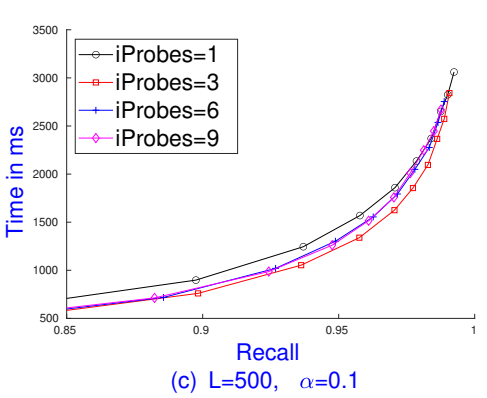 3500
3000
2500
2000
1500
1000
500
Time in ms
iProbes=1
iProbes=3
iProbes=6
iProbes=9
0.85
0.9
0.95
1
Recall
(c) L=500, α=0.1